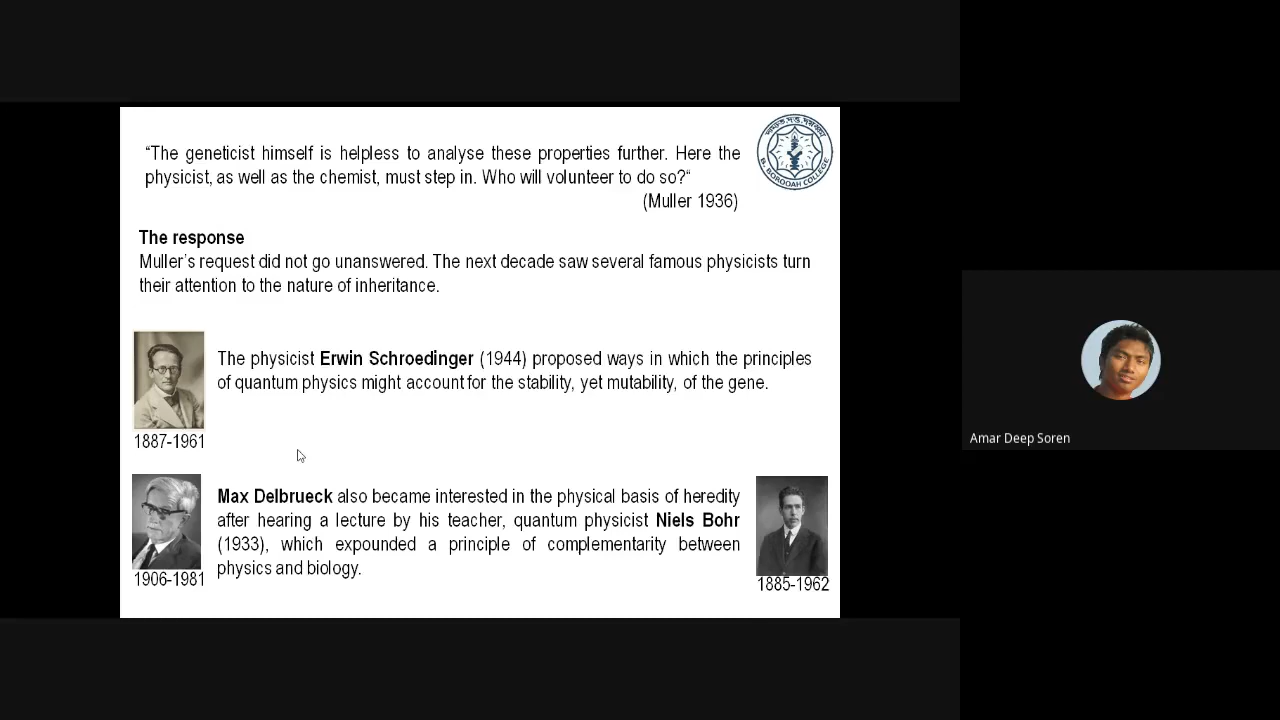 “The geneticist himself is helpless to analyse these properties further. Here the
physicist, as well as the chemist, must step in. Who will volunteer to do so?“
(Muller 1936)
B. BOROOAH COLLEGE
The response
Muller’s request did not go unanswered. The next decade saw several famous physicists turn
their attention to the nature of inheritance.
The physicist Erwin Schroedinger (1944) proposed ways in which the principles
of quantum physics might account for the stability, yet mutability, of the gene.
1887-1961
Max Delbrueck also became interested in the physical basis of heredity
after hearing a lecture by his teacher, quantum physicist Niels Bohr
(1933), which expounded a principle of complementarity between
physics and biology.
1906-1981
1885-1962
Amar Deep Soren